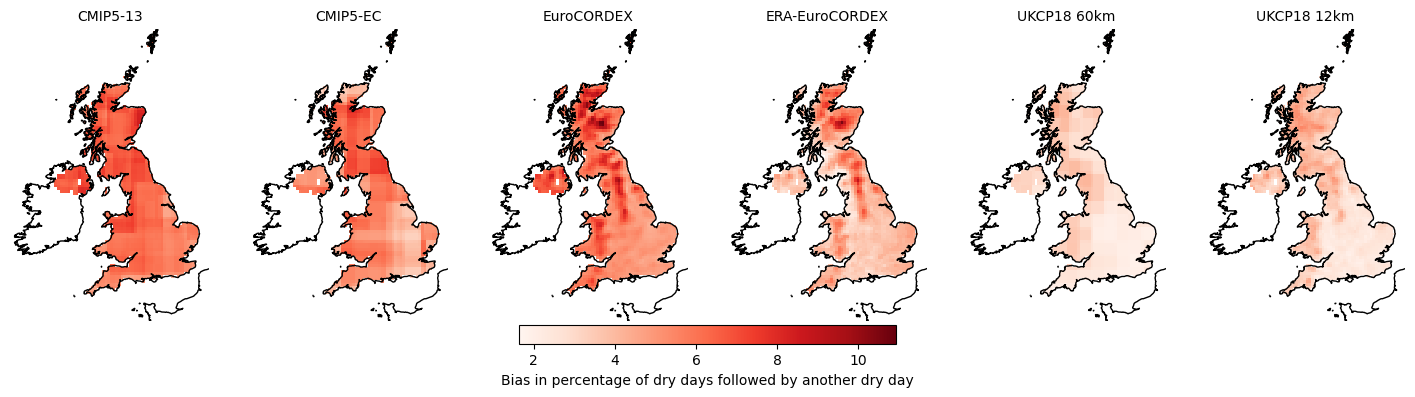 CMIP5-13
CMIP5-EC
EuroCORDEX
ERA-EuroCORDEX
UKCP18 60km
UKCP18 12km
2
4
6
8
10
Bias in percentage of dry days followed by another dry day